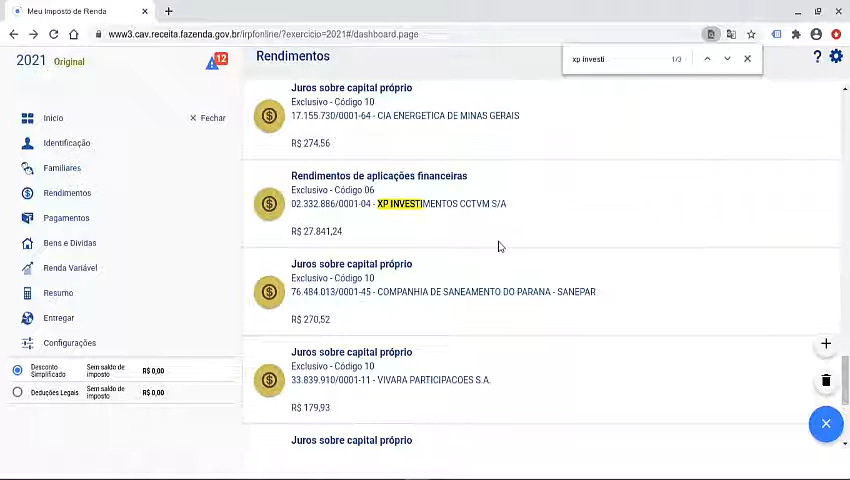 Meu Imposto de Renda
www3.cav.receita.fazenda.gov.br/irpfonline/?exercicio=2021#/dashboard.page
2021 Original
12
Rendimentos
xp investi 1/3
?
Início
Fechar
Identificação
Familiares
Rendimentos
Pagamentos
Bens e Dívidas
Renda Variável
Resumo
Entregar
Configurações
Desconto Simplificado Sem saldo de imposto R$ 0,00
Deduções Legais Sem saldo de imposto R$ 0,00
Juros sobre capital próprio
Exclusivo - Código 10
17.155.730/0001-64 - CIA ENERGETICA DE MINAS GERAIS
R$ 274,56
Rendimentos de aplicações financeiras
Exclusivo - Código 06
02.332.886/0001-04 - XP INVESTIMENTOS CCTVM S/A
R$ 27.841,24
Juros sobre capital próprio
Exclusivo - Código 10
76.484.013/0001-45 - COMPANHIA DE SANEAMENTO DO PARANA - SANEPAR
R$ 270,52
Juros sobre capital próprio
Exclusivo - Código 10
33.839.910/0001-11 - VIVARA PARTICIPACOES S.A.
R$ 179,93
Juros sobre capital próprio